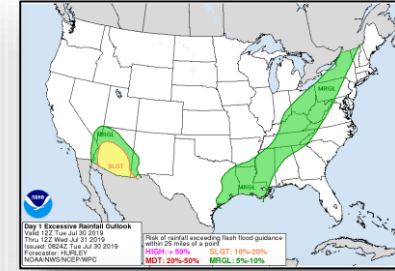 MRGL
MRGL
SLGT
MRGL
NOAA
Day 1 Excessive Rainfall Outlook
Valid 12Z Tue Jul 30 2019
Thru 12Z Wed Jul 31 2019
Issued: 0824Z Tue Jul 30 2019
Forecaster: HURLEY
NOAA/NWS/NCEP/WPC
Risk of rainfall exceeding flash flood guidance
within 25 miles of a point
HIGH: > 50% SLGT: 10%-20%
MDT: 20%-50% MRGL: 5%-10%